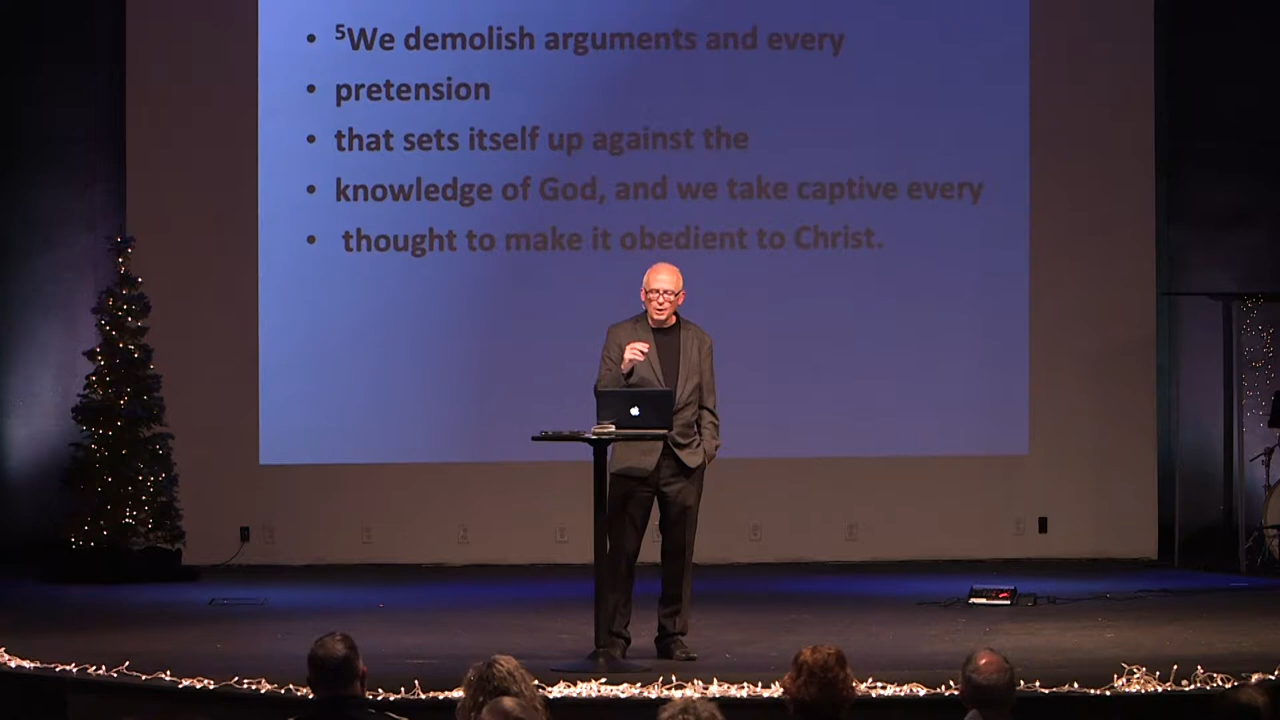 • ⁵We demolish arguments and every
• pretension
• that sets itself up against the
• knowledge of God, and we take captive every
• thought to make it obedient to Christ.